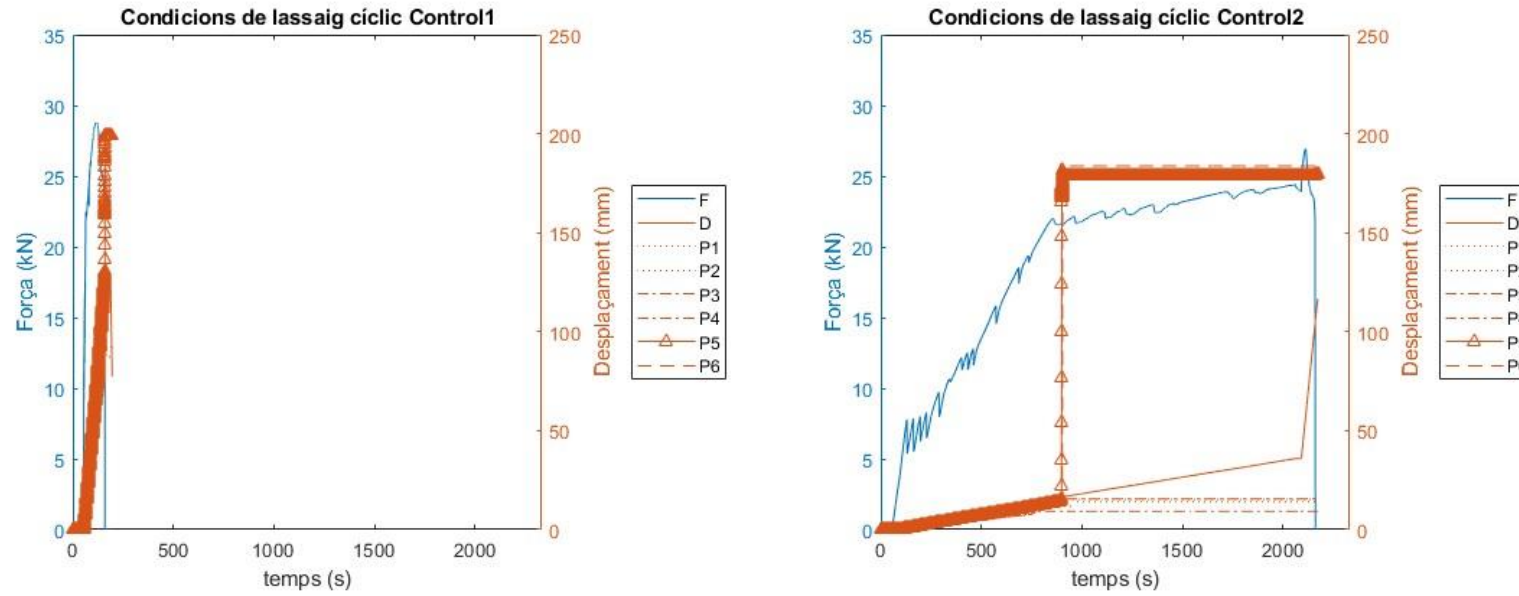 Condicions de lassaig cíclic Control1
35
30
25
20
15
10
5
0
Força (kN)
250
200
150
100
50
0
Desplaçament (mm)
0 500 1000 1500 2000
temps (s)
F
D
P1
P2
P3
P4
P5
P6
Condicions de lassaig cíclic Control2
35
30
25
20
15
10
5
0
Força (kN)
250
200
150
100
50
0
Desplaçament (mm)
0 500 1000 1500 2000
temps (s)
F
D
P
P
P
P
P
P